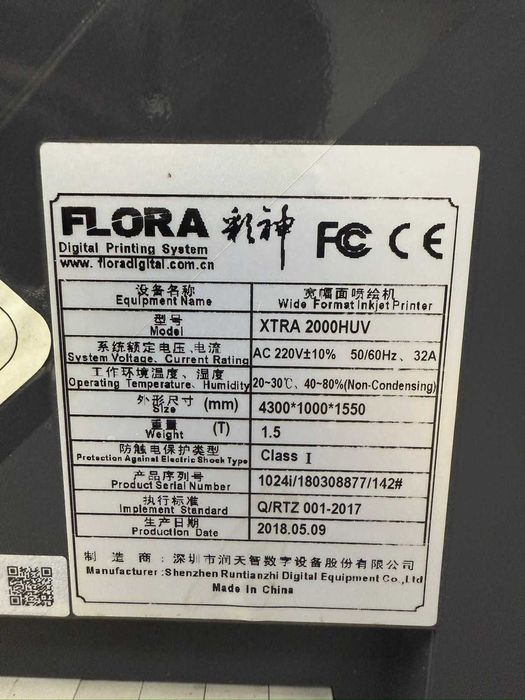 FLORA 彩神 FC CE
Digital Printing System
www. floradigital.com.cn
设备名称 宽幅面喷绘机
Equipment Name Wide Format Inkjet Printer
型号 XTRA 2000HUV
Model
系统额定电压、电流 AC 220V±10% 50/60Hz、32A
System Voltage、Current Rating
工作环境温度、湿度 20~30℃、40~80%(Non-Condensing)
Operating Temperature、Humidity
外形尺寸 (mm) 4300*1000*1550
Size
重量 (T) 1.5
Weight
防触电保护类型 Class I
Protection Against Electric Shock Type
产品序列号 1024i/180308877/142#
Product Serial Number
执行标准 Q/RTZ 001-2017
Implement Standard
生产日期 2018.05.09
Production Date
制 造 商：深圳市润天智数字设备股份有限公司
Manufacturer :Shenzhen Runtianzhi Digital Equipment Co.,Ltd
Made in China